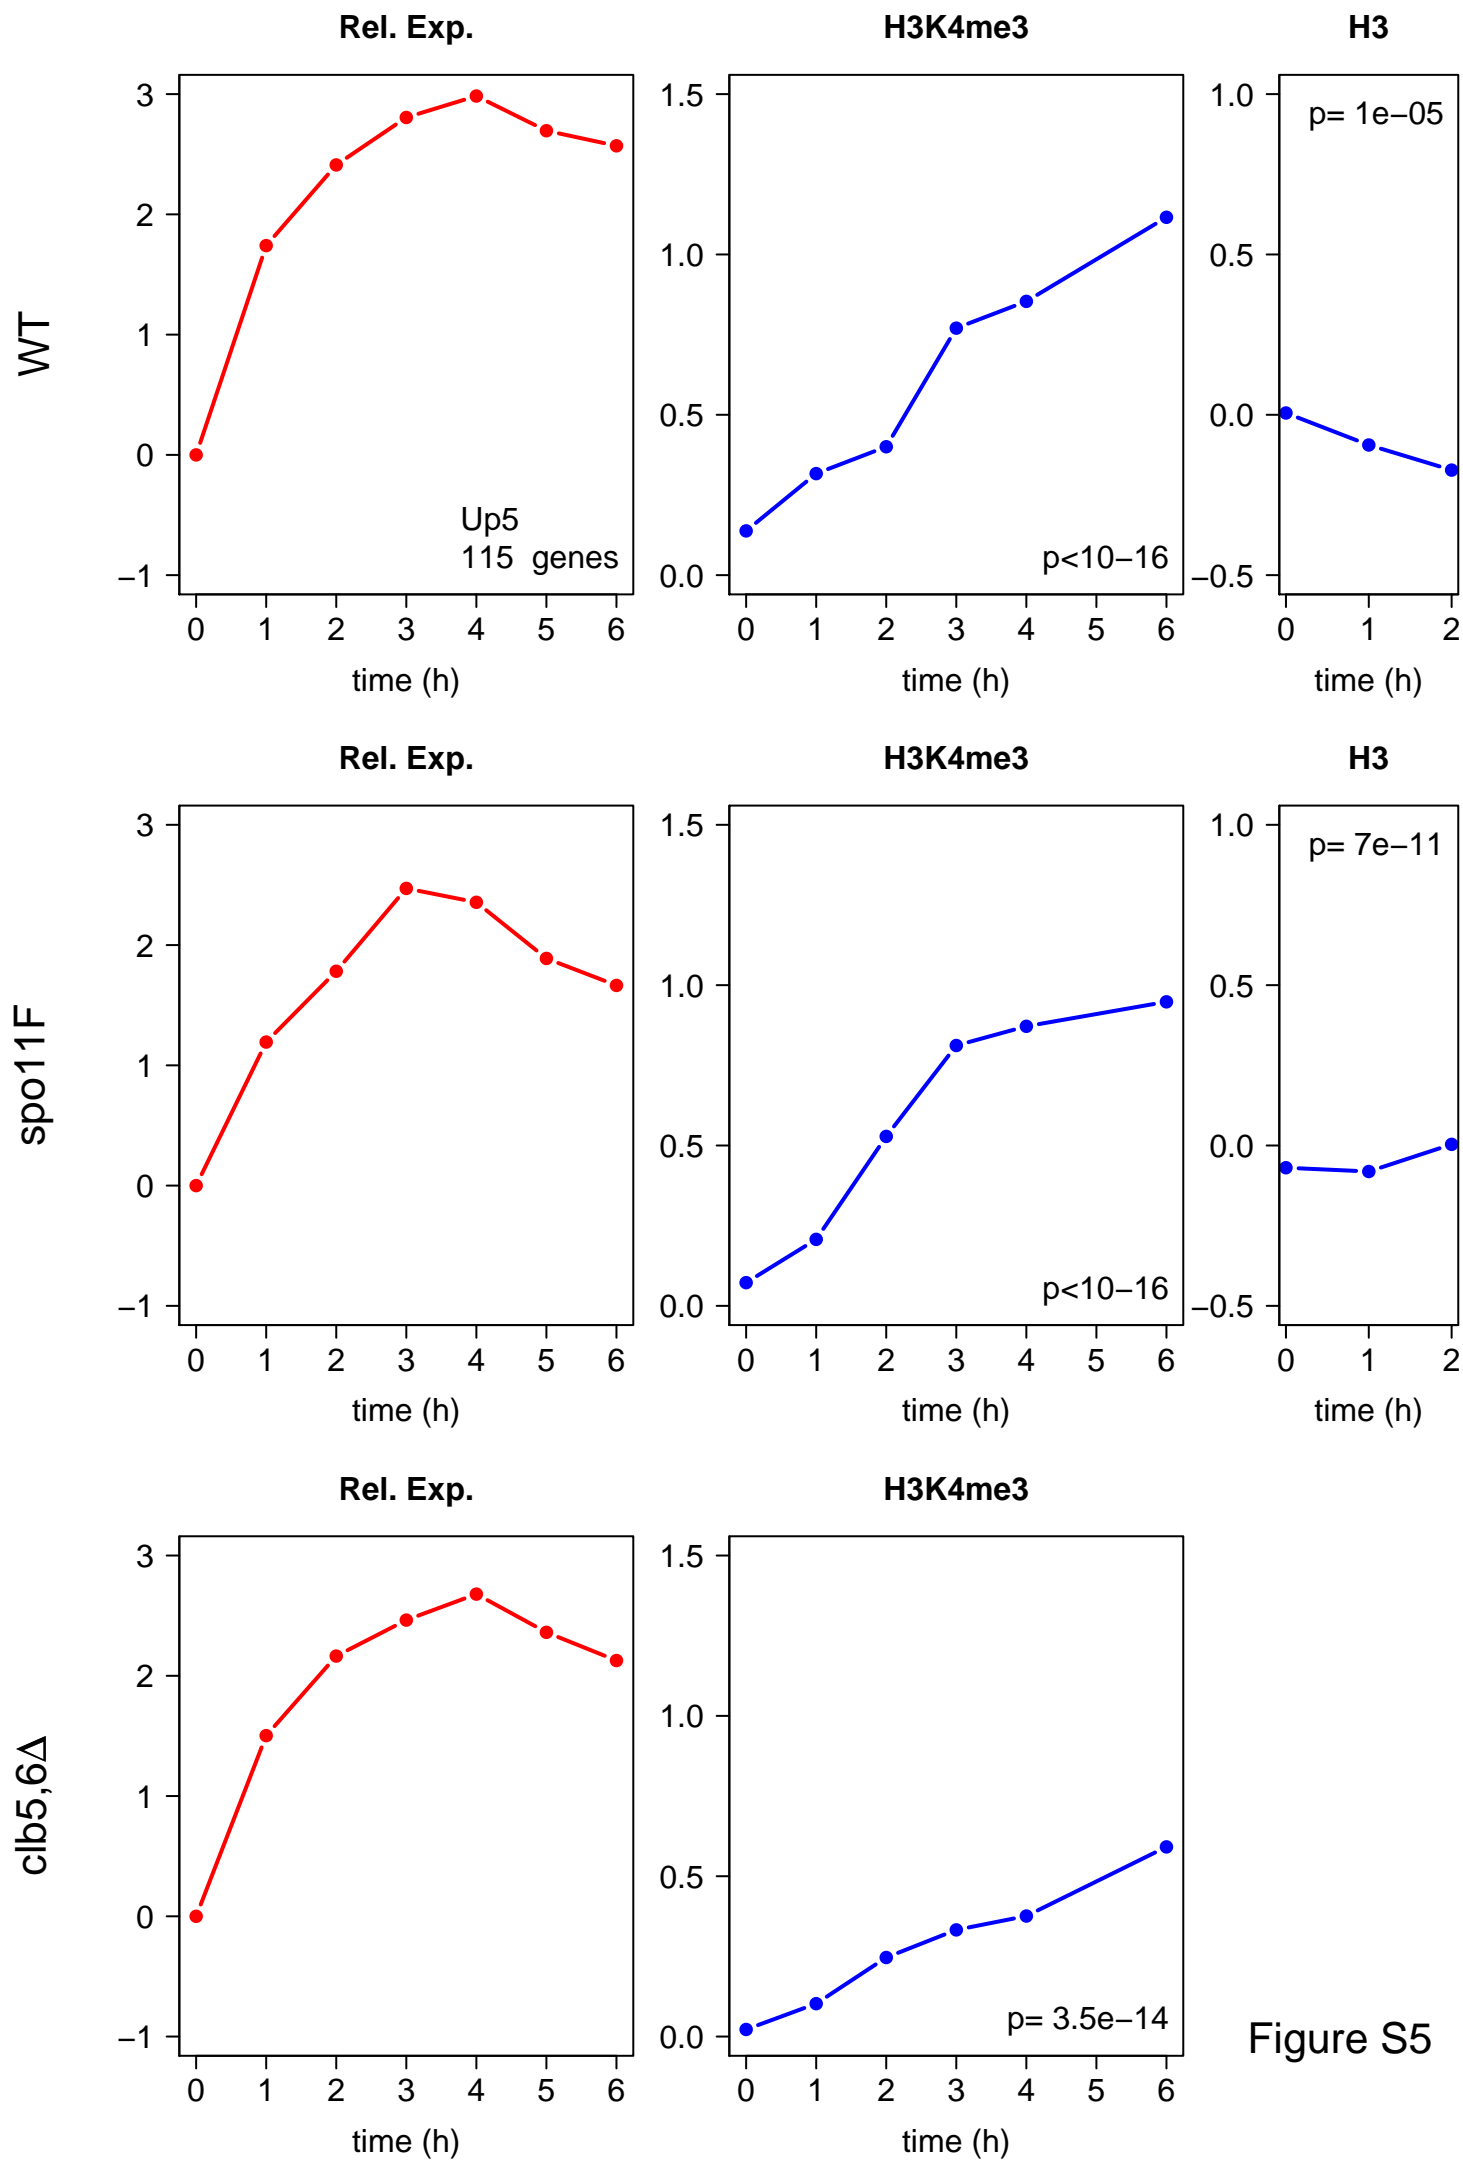 Rel. Exp. H3K4me3 H3
WT
3
2
1
0
−1
Up5
115 genes
0 1 2 3 4 5 6
time (h)
1.5
1.0
0.5
0.0
p<10−16
0 1 2 3 4 5 6
time (h)
1.0
0.5
0.0
−0.5
p= 1e−05
0 1 2
time (h)
Rel. Exp. H3K4me3 H3
spo11F
3
2
1
0
−1
0 1 2 3 4 5 6
time (h)
1.5
1.0
0.5
0.0
p<10−16
0 1 2 3 4 5 6
time (h)
1.0
0.5
0.0
−0.5
p= 7e−11
0 1 2
time (h)
Rel. Exp. H3K4me3
clb5,6Δ
3
2
1
0
−1
0 1 2 3 4 5 6
time (h)
1.5
1.0
0.5
0.0
p= 3.5e−14
0 1 2 3 4 5 6
time (h)
Figure S5